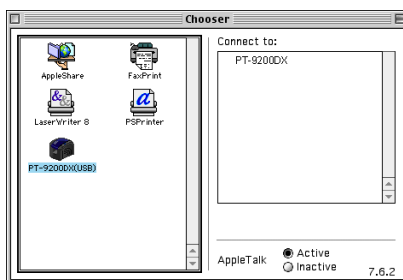 Chooser
AppleShare
FaxPrint
LaserWriter 8
PSPrinter
PT-9200DX(USB)
Connect to:
PT-9200DX
AppleTalk
Active
Inactive
7.6.2